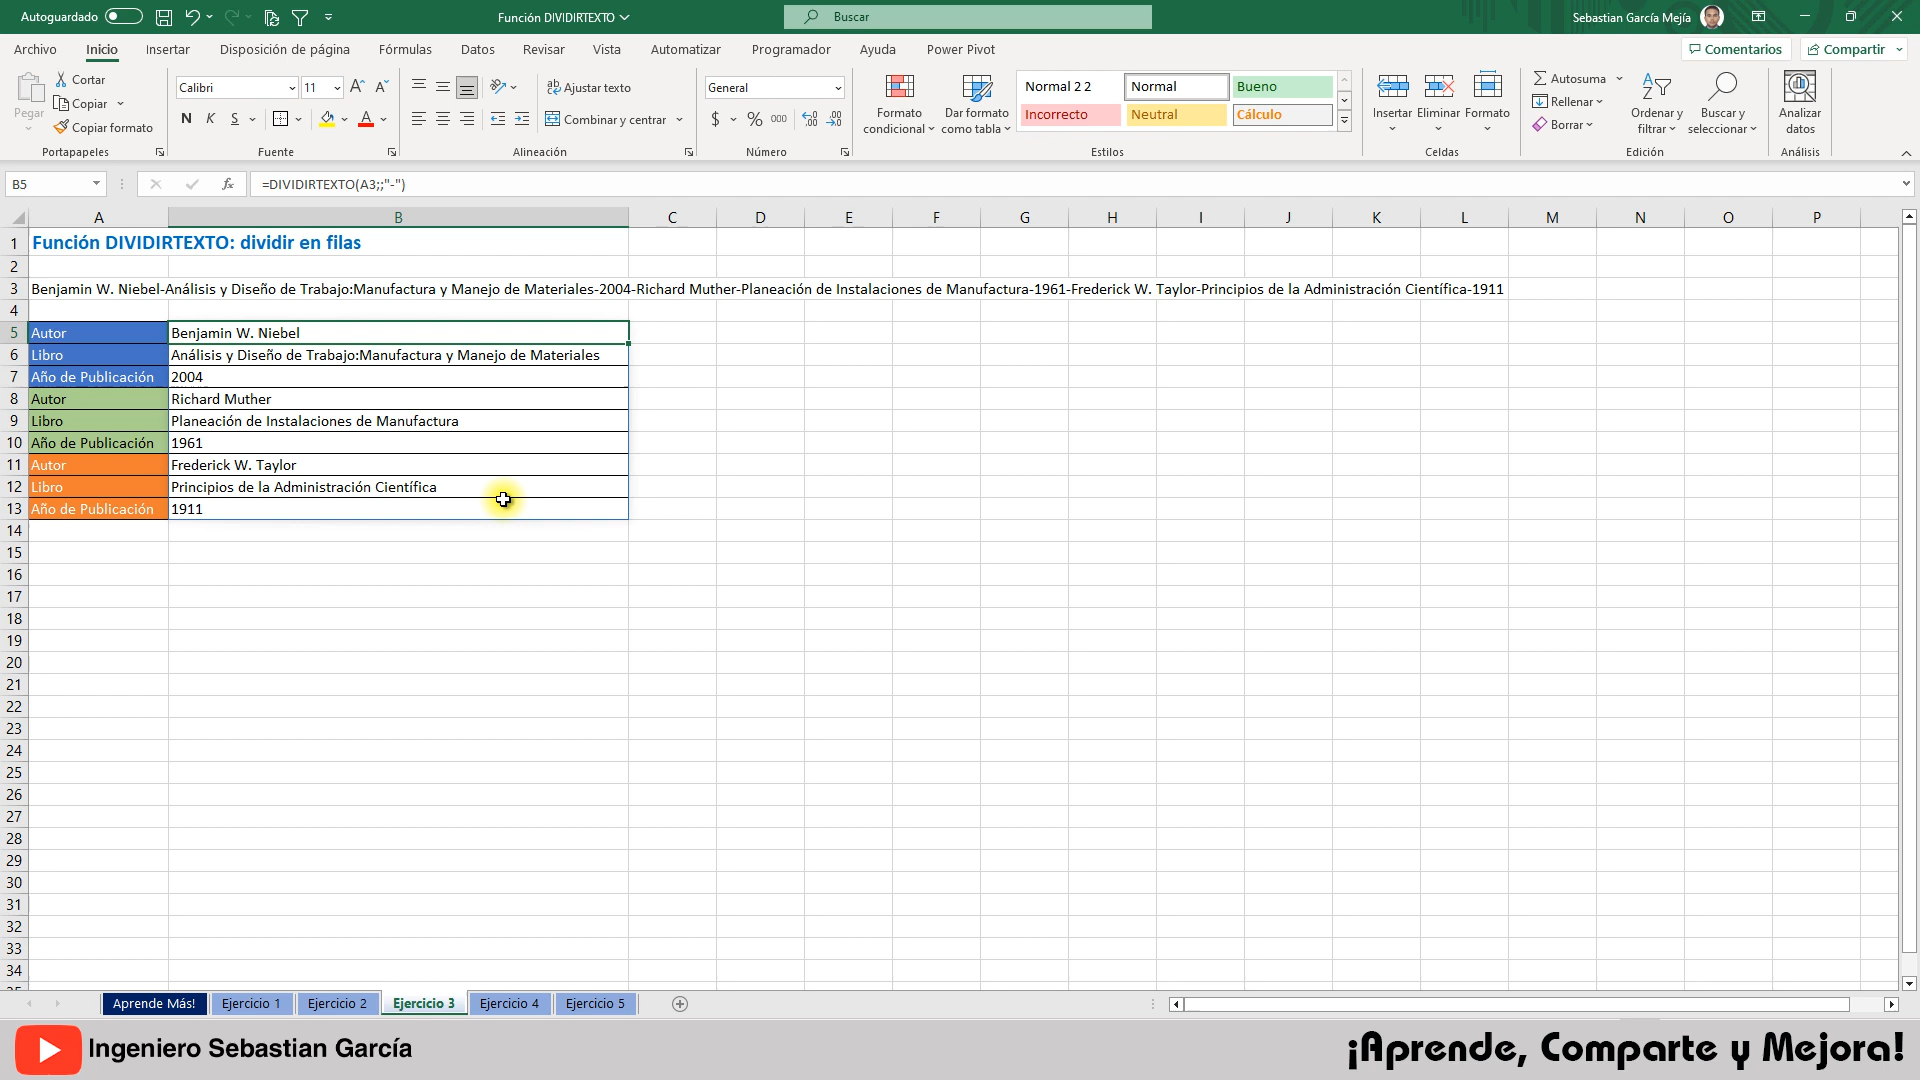 Autoguardado
Función DIVIDIRTEXTO
Buscar
Sebastian García Mejía
Archivo Inicio Insertar Disposición de página Fórmulas Datos Revisar Vista Automatizar Programador Ayuda Power Pivot
Comentarios Compartir
Pegar
Cortar
Copiar
Copiar formato
Portapapeles
Calibri 11
N K S
Fuente
Ajustar texto
Combinar y centrar
Alineación
General
$ % 000
Número
Formato condicional
Dar formato como tabla
Normal 2 2 Normal Bueno
Incorrecto Neutral Cálculo
Estilos
Insertar Eliminar Formato
Celdas
Autosuma
Rellenar
Borrar
Ordenar y filtrar
Buscar y seleccionar
Edición
Analizar datos
Análisis
B5 fx =DIVIDIRTEXTO(A3;;"-")
A B C D E F G H I J K L M N O P
1 Función DIVIDIRTEXTO: dividir en filas
2
3 Benjamin W. Niebel-Análisis y Diseño de Trabajo:Manufactura y Manejo de Materiales-2004-Richard Muther-Planeación de Instalaciones de Manufactura-1961-Frederick W. Taylor-Principios de la Administración Científica-1911
4
5 Autor Benjamin W. Niebel
6 Libro Análisis y Diseño de Trabajo:Manufactura y Manejo de Materiales
7 Año de Publicación 2004
8 Autor Richard Muther
9 Libro Planeación de Instalaciones de Manufactura
10 Año de Publicación 1961
11 Autor Frederick W. Taylor
12 Libro Principios de la Administración Científica
13 Año de Publicación 1911
14
15
16
17
18
19
20
21
22
23
24
25
26
27
28
29
30
31
32
33
34
Aprende Más! Ejercicio 1 Ejercicio 2 Ejercicio 3 Ejercicio 4 Ejercicio 5
Ingeniero Sebastian García
¡Aprende, Comparte y Mejora!